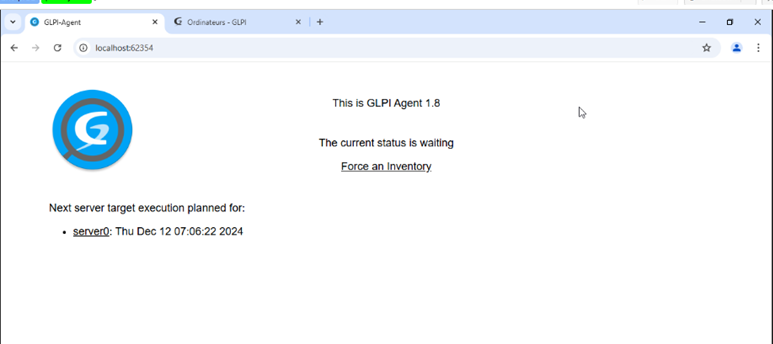 GLPI-Agent
Ordinateurs - GLPI
localhost:62354
This is GLPI Agent 1.8
The current status is waiting
Force an Inventory
Next server target execution planned for:
server0: Thu Dec 12 07:06:22 2024